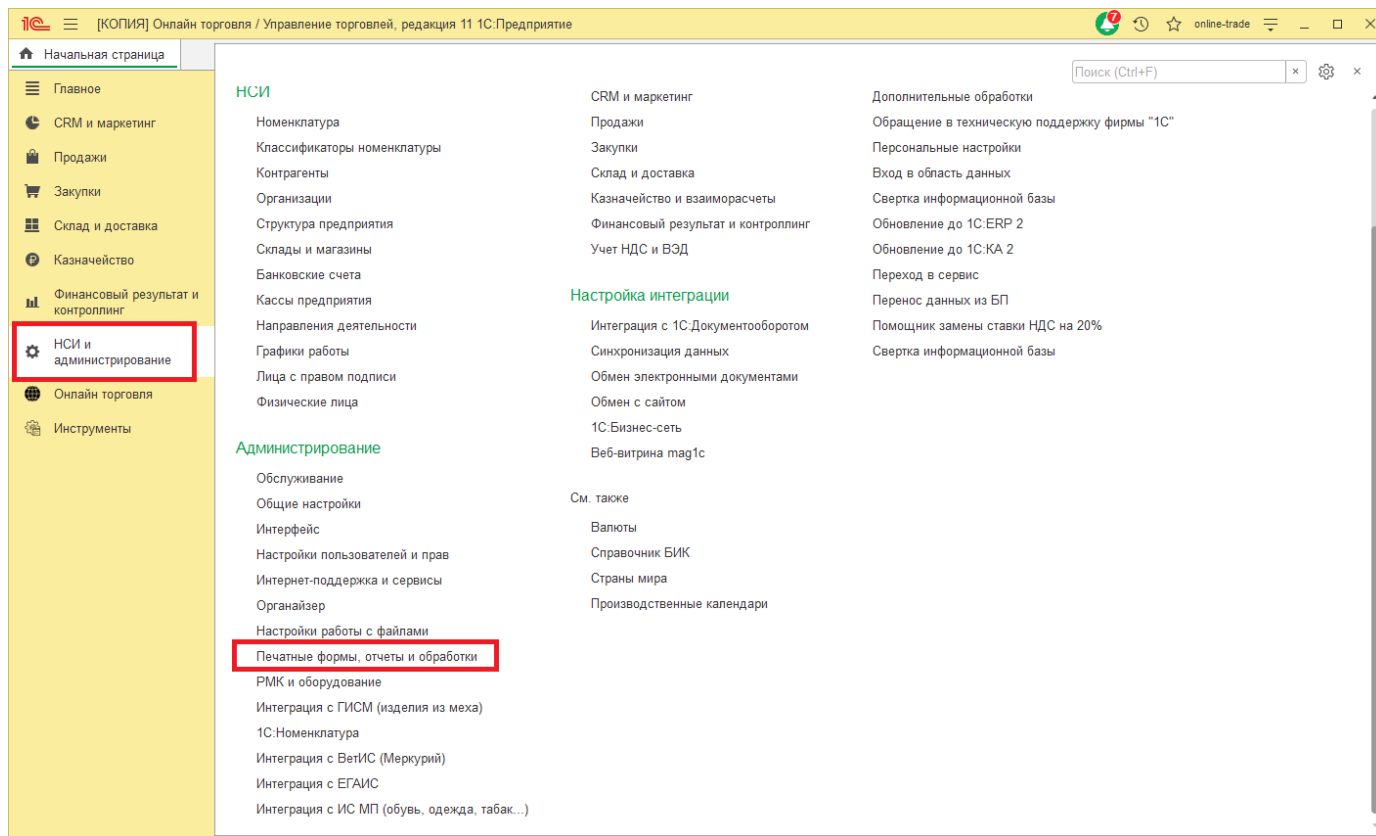 1С [КОПИЯ] Онлайн торговля / Управление торговлей, редакция 11 1С:Предприятие 7 online-trade
Начальная страница
Поиск (Ctrl+F) × ×
Главное
CRM и маркетинг
Продажи
Закупки
Склад и доставка
Казначейство
Финансовый результат и
контроллинг
НСИ и
администрирование
Онлайн торговля
Инструменты
НСИ
Номенклатура
Классификаторы номенклатуры
Контрагенты
Организации
Структура предприятия
Склады и магазины
Банковские счета
Кассы предприятия
Направления деятельности
Графики работы
Лица с правом подписи
Физические лица
Администрирование
Обслуживание
Общие настройки
Интерфейс
Настройки пользователей и прав
Интернет-поддержка и сервисы
Органайзер
Настройки работы с файлами
Печатные формы, отчеты и обработки
РМК и оборудование
Интеграция с ГИСМ (изделия из меха)
1С:Номенклатура
Интеграция с ВетИС (Меркурий)
Интеграция с ЕГАИС
Интеграция с ИС МП (обувь, одежда, табак...)
CRM и маркетинг
Продажи
Закупки
Склад и доставка
Казначейство и взаиморасчеты
Финансовый результат и контроллинг
Учет НДС и ВЭД
Настройка интеграции
Интеграция с 1С:Документооборотом
Синхронизация данных
Обмен электронными документами
Обмен с сайтом
1С:Бизнес-сеть
Веб-витрина mag1c
См. также
Валюты
Справочник БИК
Страны мира
Производственные календари
Дополнительные обработки
Обращение в техническую поддержку фирмы "1С"
Персональные настройки
Вход в область данных
Свертка информационной базы
Обновление до 1С:ERP 2
Обновление до 1С:КА 2
Переход в сервис
Перенос данных из БП
Помощник замены ставки НДС на 20%
Свертка информационной базы